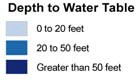 Depth to Water Table
0 to 20 feet
20 to 50 feet
Greater than 50 feet